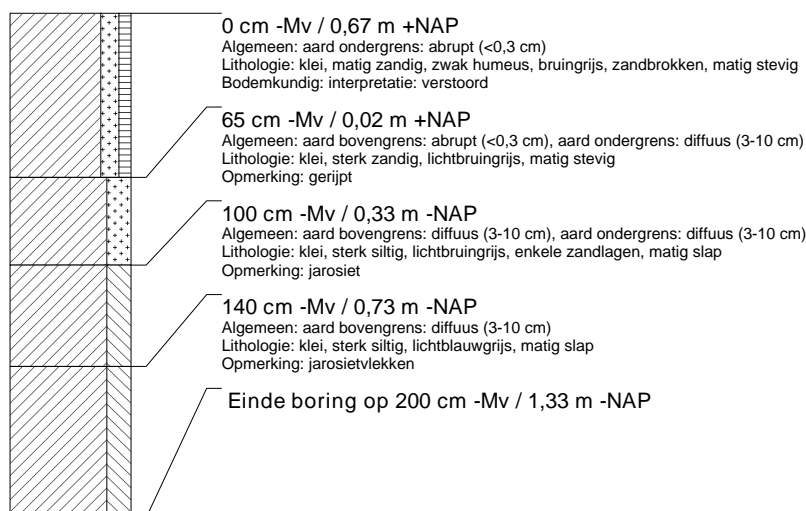 0 cm -Mv / 0,67 m +NAP
Algemeen: aard ondergrens: abrupt (<0,3 cm)
Lithologie: klei, matig zandig, zwak humeus, bruingrijs, zandbrokken, matig stevig
Bodemkundig: interpretatie: verstoord
65 cm -Mv / 0,02 m +NAP
Algemeen: aard bovengrens: abrupt (<0,3 cm), aard ondergrens: diffuus (3-10 cm)
Lithologie: klei, sterk zandig, lichtbruingrijs, matig stevig
Opmerking: gerijpt
100 cm -Mv / 0,33 m -NAP
Algemeen: aard bovengrens: diffuus (3-10 cm), aard ondergrens: diffuus (3-10 cm)
Lithologie: klei, sterk siltig, lichtbruingrijs, enkele zandlagen, matig slap
Opmerking: jarosiet
140 cm -Mv / 0,73 m -NAP
Algemeen: aard bovengrens: diffuus (3-10 cm)
Lithologie: klei, sterk siltig, lichtblauwgrijs, matig slap
Opmerking: jarosietvlekken
Einde boring op 200 cm -Mv / 1,33 m -NAP